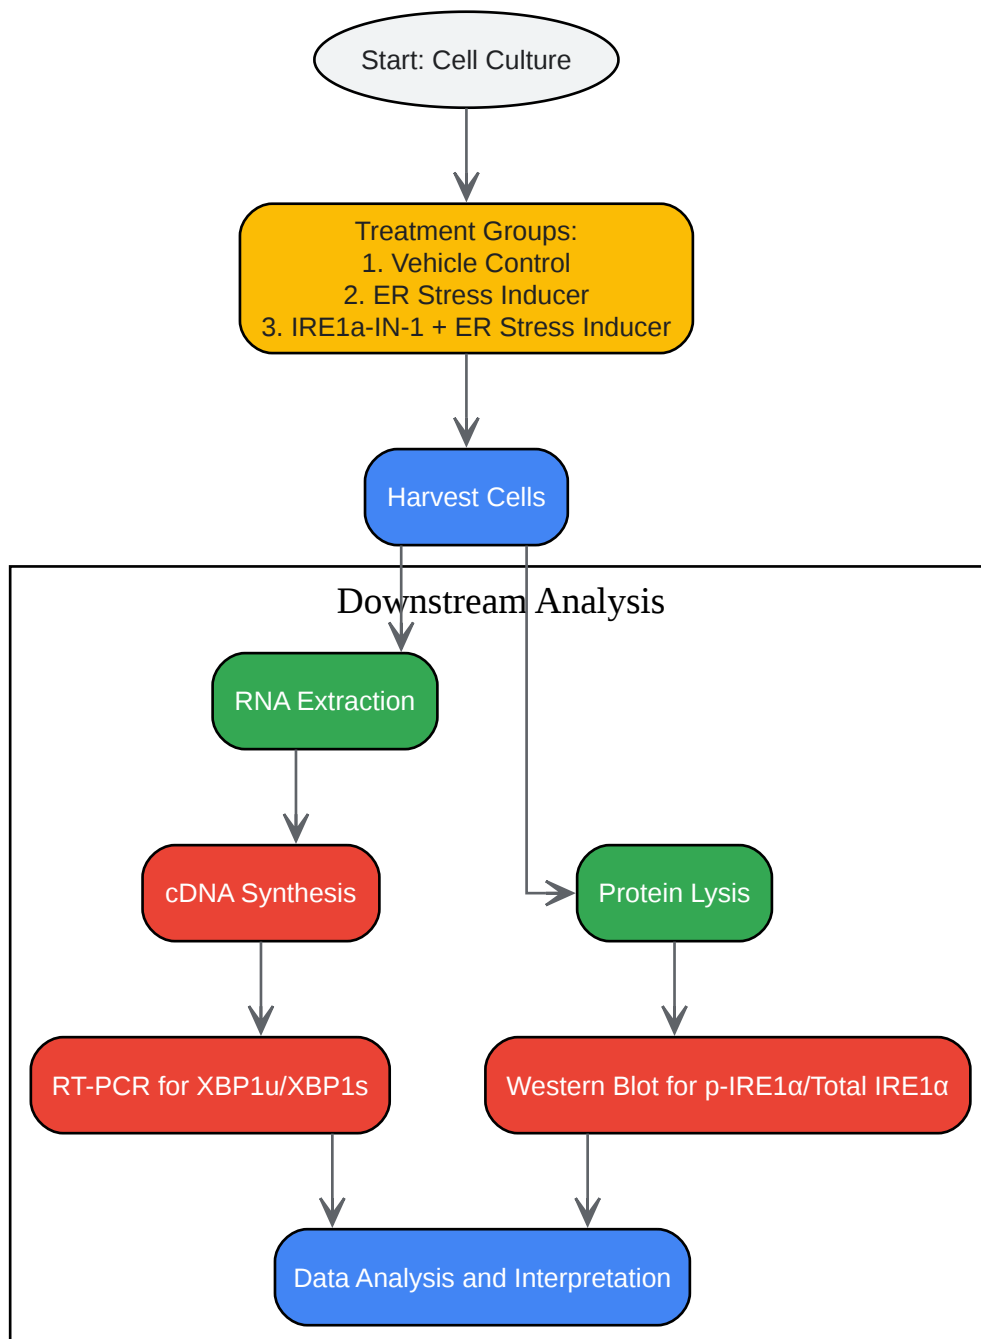 Start: Cell Culture
Treatment Groups:
1. Vehicle Control
2. ER Stress Inducer
3. IRE1a-IN-1 + ER Stress Inducer
Harvest Cells
Downstream Analysis
RNA Extraction
cDNA Synthesis
Protein Lysis
RT-PCR for XBP1u/XBP1s
Western Blot for p-IRE1α/Total IRE1α
Data Analysis and Interpretation